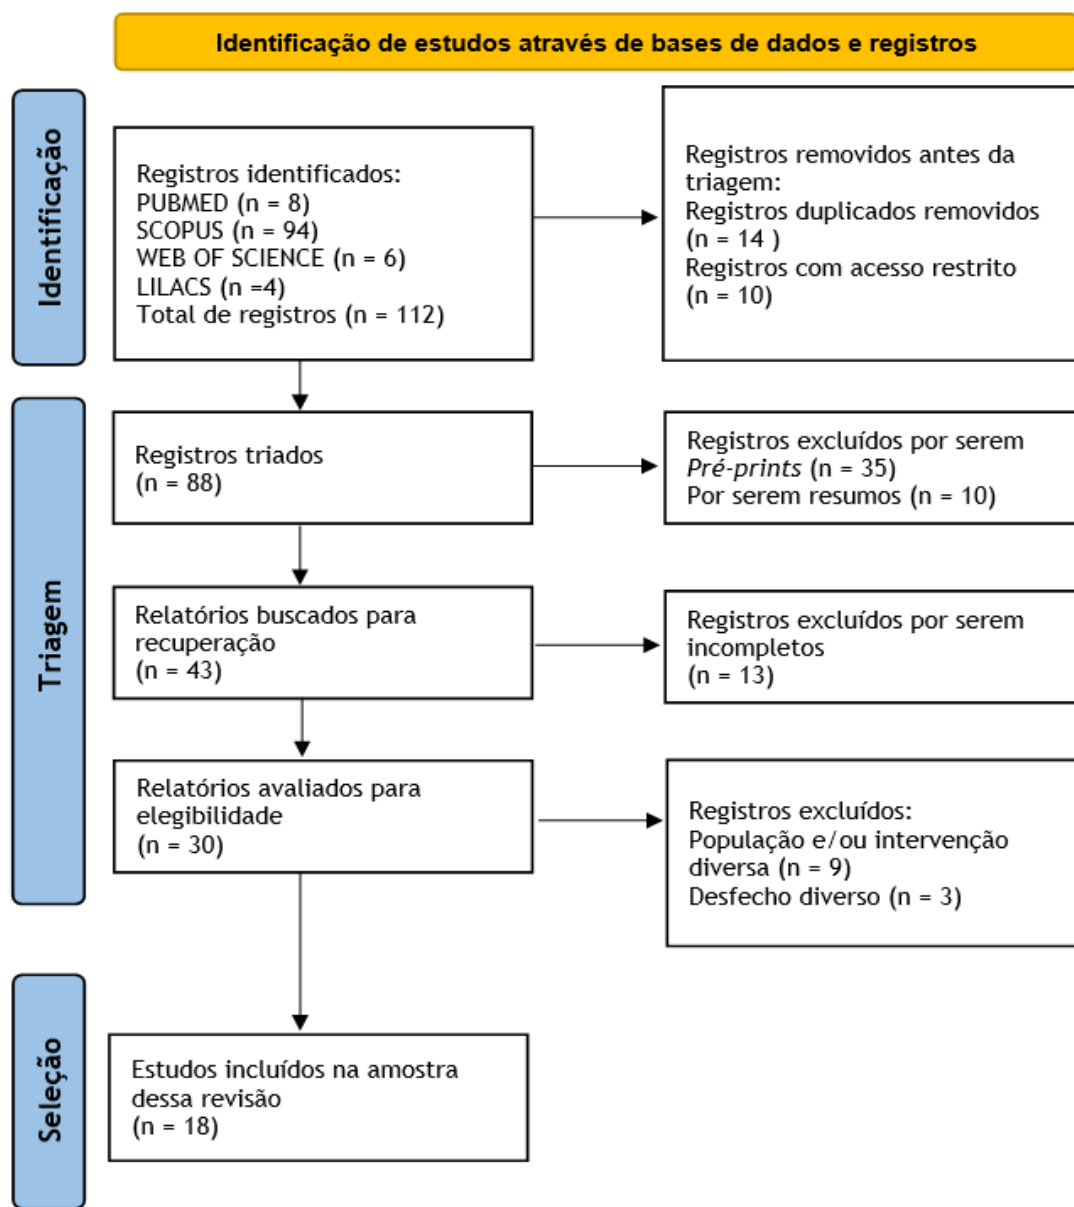 Identificação de estudos através de bases de dados e registros
Identificação
Registros identificados:
PUBMED (n = 8)
SCOPUS (n = 94)
WEB OF SCIENCE (n = 6)
LILACS (n =4)
Total de registros (n = 112)
Registros removidos antes da
triagem:
Registros duplicados removidos
(n = 14 )
Registros com acesso restrito
(n = 10)
Triagem
Registros triados
(n = 88)
Registros excluídos por serem
Pré-prints (n = 35)
Por serem resumos (n = 10)
Relatórios buscados para
recuperação
(n = 43)
Registros excluídos por serem
incompletos
(n = 13)
Relatórios avaliados para
elegibilidade
(n = 30)
Registros excluídos:
População e/ou intervenção
diversa (n = 9)
Desfecho diverso (n = 3)
Seleção
Estudos incluídos na amostra
dessa revisão
(n = 18)